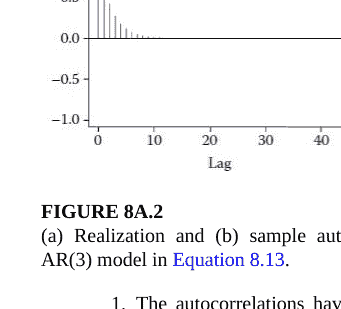 0.0
−0.5
−1.0
0 10 20 30 40
Lag
FIGURE 8A.2
(a) Realization and (b) sample aut
AR(3) model in Equation 8.13.
1. The autocorrelations hav